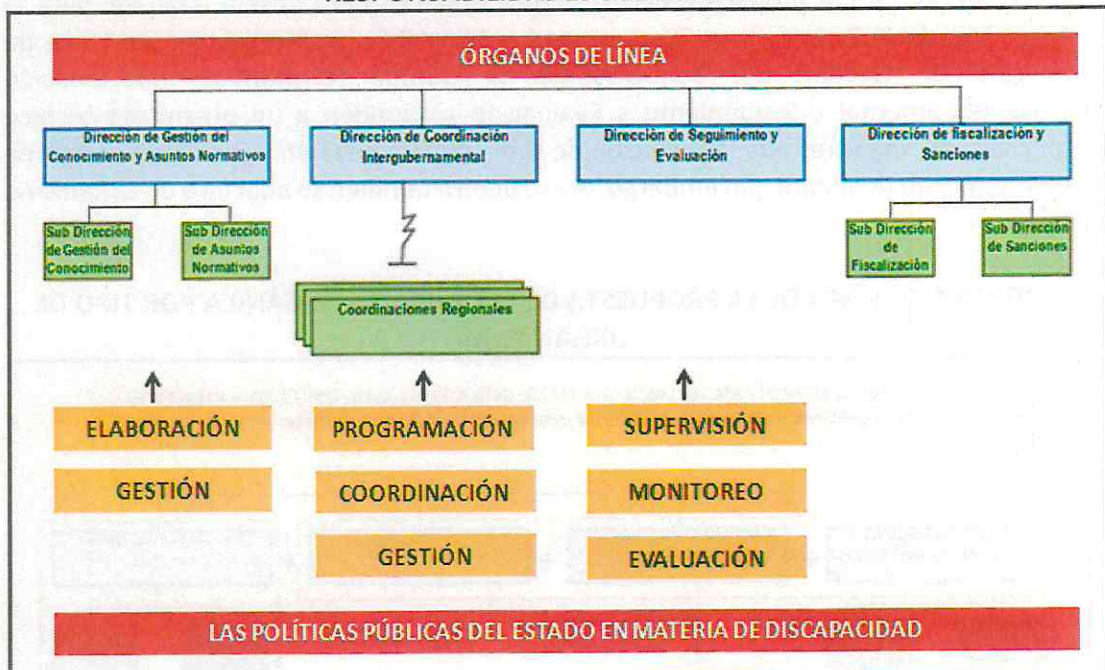 ÓRGANOS DE LÍNEA
Dirección de Gestión del
Conocimiento y Asuntos Normativos
Dirección de Coordinación
Intergubernamental
Dirección de Seguimiento y
Evaluación
Dirección de fiscalización y
Sanciones
Sub Dirección
de Gestión del
Conocimiento
Sub Dirección
de Asuntos
Normativos
Sub Dirección
de
Fiscalización
Sub Dirección
de Sanciones
Coordinaciones Regionales
ELABORACIÓN
GESTIÓN
PROGRAMACIÓN
COORDINACIÓN
GESTIÓN
SUPERVISIÓN
MONITOREO
EVALUACIÓN
LAS POLÍTICAS PÚBLICAS DEL ESTADO EN MATERIA DE DISCAPACIDAD